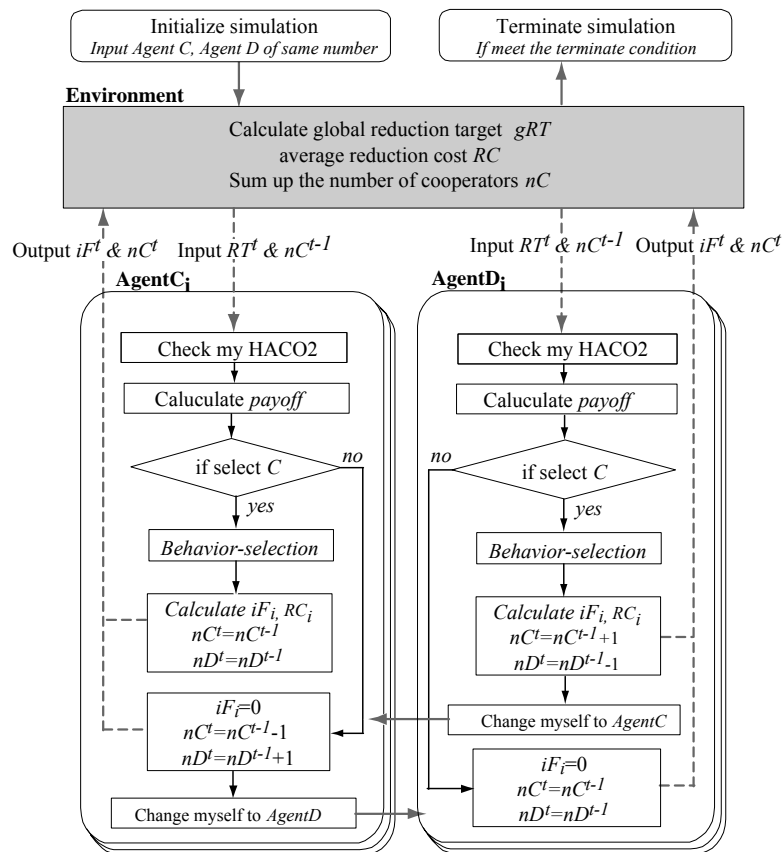 Initialize simulation
Input Agent C, Agent D of same number
Terminate simulation
If meet the terminate condition
Environment
Calculate global reduction target gRT
average reduction cost RC
Sum up the number of cooperators nC
Output iF^t & nC^t
Input RT^t & nC^{t-1}
Input RT^t & nC^{t-1}
Output iF^t & nC^t
AgentC_i
Check my HACO2
Caluculate payoff
if select C
no
yes
Behavior-selection
Calculate iF_i, RC_i
nC^t=nC^{t-1}
nD^t=nD^{t-1}
iF_i=0
nC^t=nC^{t-1}-1
nD^t=nD^{t-1}+1
Change myself to AgentD
AgentD_i
Check my HACO2
Caluculate payoff
no
if select C
yes
Behavior-selection
Calculate iF_i, RC_i
nC^t=nC^{t-1}+1
nD^t=nD^{t-1}-1
Change myself to AgentC
iF_i=0
nC^t=nC^{t-1}
nD^t=nD^{t-1}